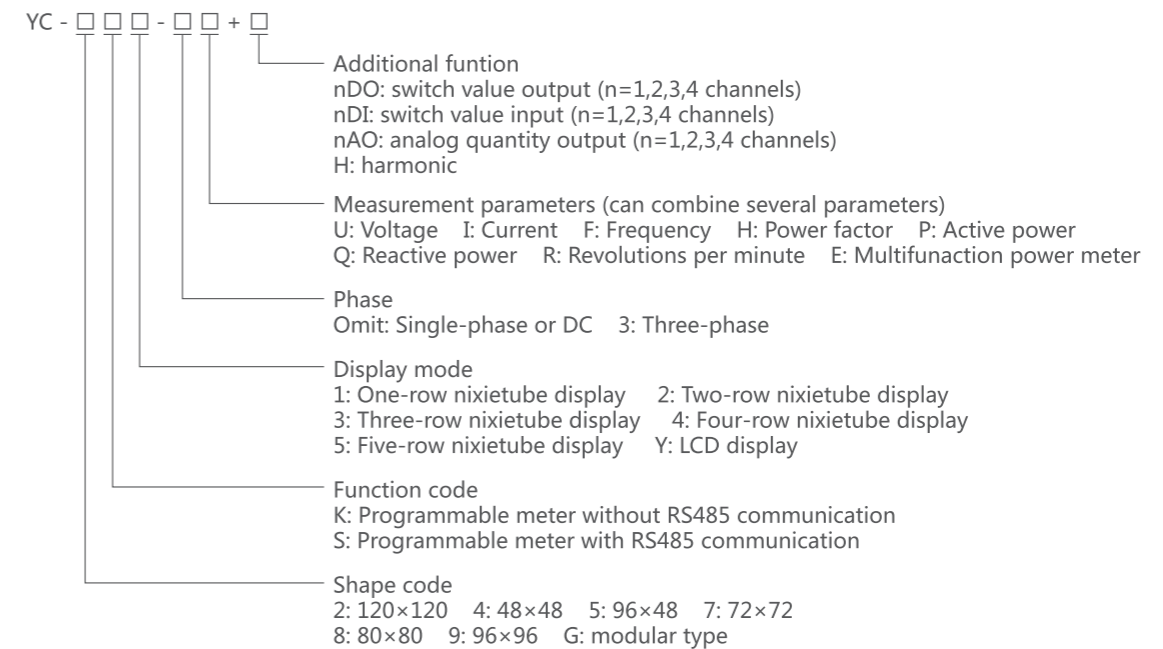 YC - □ □ □ - □ □ + □
Additional funtion
nDO: switch value output (n=1,2,3,4 channels)
nDI: switch value input (n=1,2,3,4 channels)
nAO: analog quantity output (n=1,2,3,4 channels)
H: harmonic
Measurement parameters (can combine several parameters)
U: Voltage I: Current F: Frequency H: Power factor P: Active power
Q: Reactive power R: Revolutions per minute E: Multifunaction power meter
Phase
Omit: Single-phase or DC 3: Three-phase
Display mode
1: One-row nixietube display 2: Two-row nixietube display
3: Three-row nixietube display 4: Four-row nixietube display
5: Five-row nixietube display Y: LCD display
Function code
K: Programmable meter without RS485 communication
S: Programmable meter with RS485 communication
Shape code
2: 120×120 4: 48×48 5: 96×48 7: 72×72
8: 80×80 9: 96×96 G: modular type